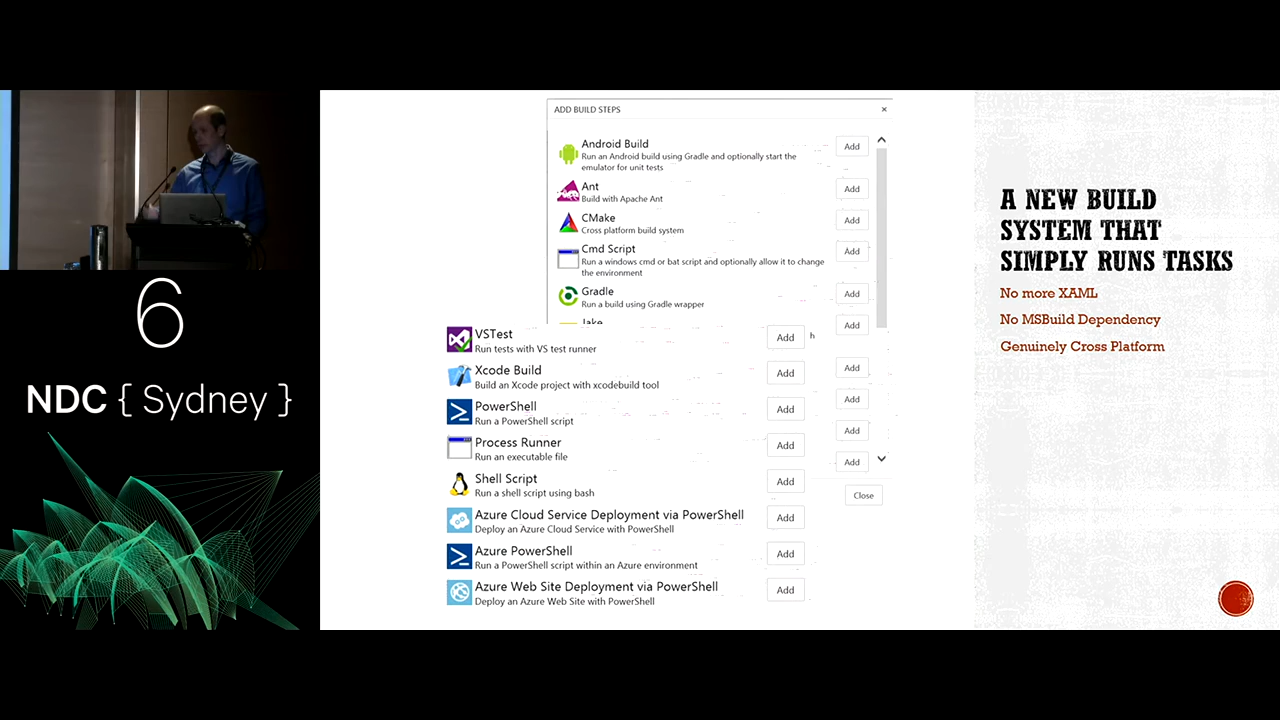 6
NDC { Sydney }
ADD BUILD STEPS
×
Android Build
Run an Android build using Gradle and optionally start the
emulator for unit tests
Add
Ant
Build with Apache Ant
Add
CMake
Cross platform build system
Add
Cmd Script
Run a windows cmd or bat script and optionally allow it to change
the environment
Add
Gradle
Run a build using Gradle wrapper
Add
Add
VSTest
Run tests with VS test runner
Add
h
Xcode Build
Build an Xcode project with xcodebuild tool
Add
Add
PowerShell
Run a PowerShell script
Add
Add
Process Runner
Run an executable file
Add
Add
Shell Script
Run a shell script using bash
Add
Add
Close
Azure Cloud Service Deployment via PowerShell
Deploy an Azure Cloud Service with PowerShell
Add
Azure PowerShell
Run a PowerShell script within an Azure environment
Add
Azure Web Site Deployment via PowerShell
Deploy an Azure Web Site with PowerShell
Add
A NEW BUILD
SYSTEM THAT
SIMPLY RUNS TASKS
No more XAML
No MSBuild Dependency
Genuinely Cross Platform